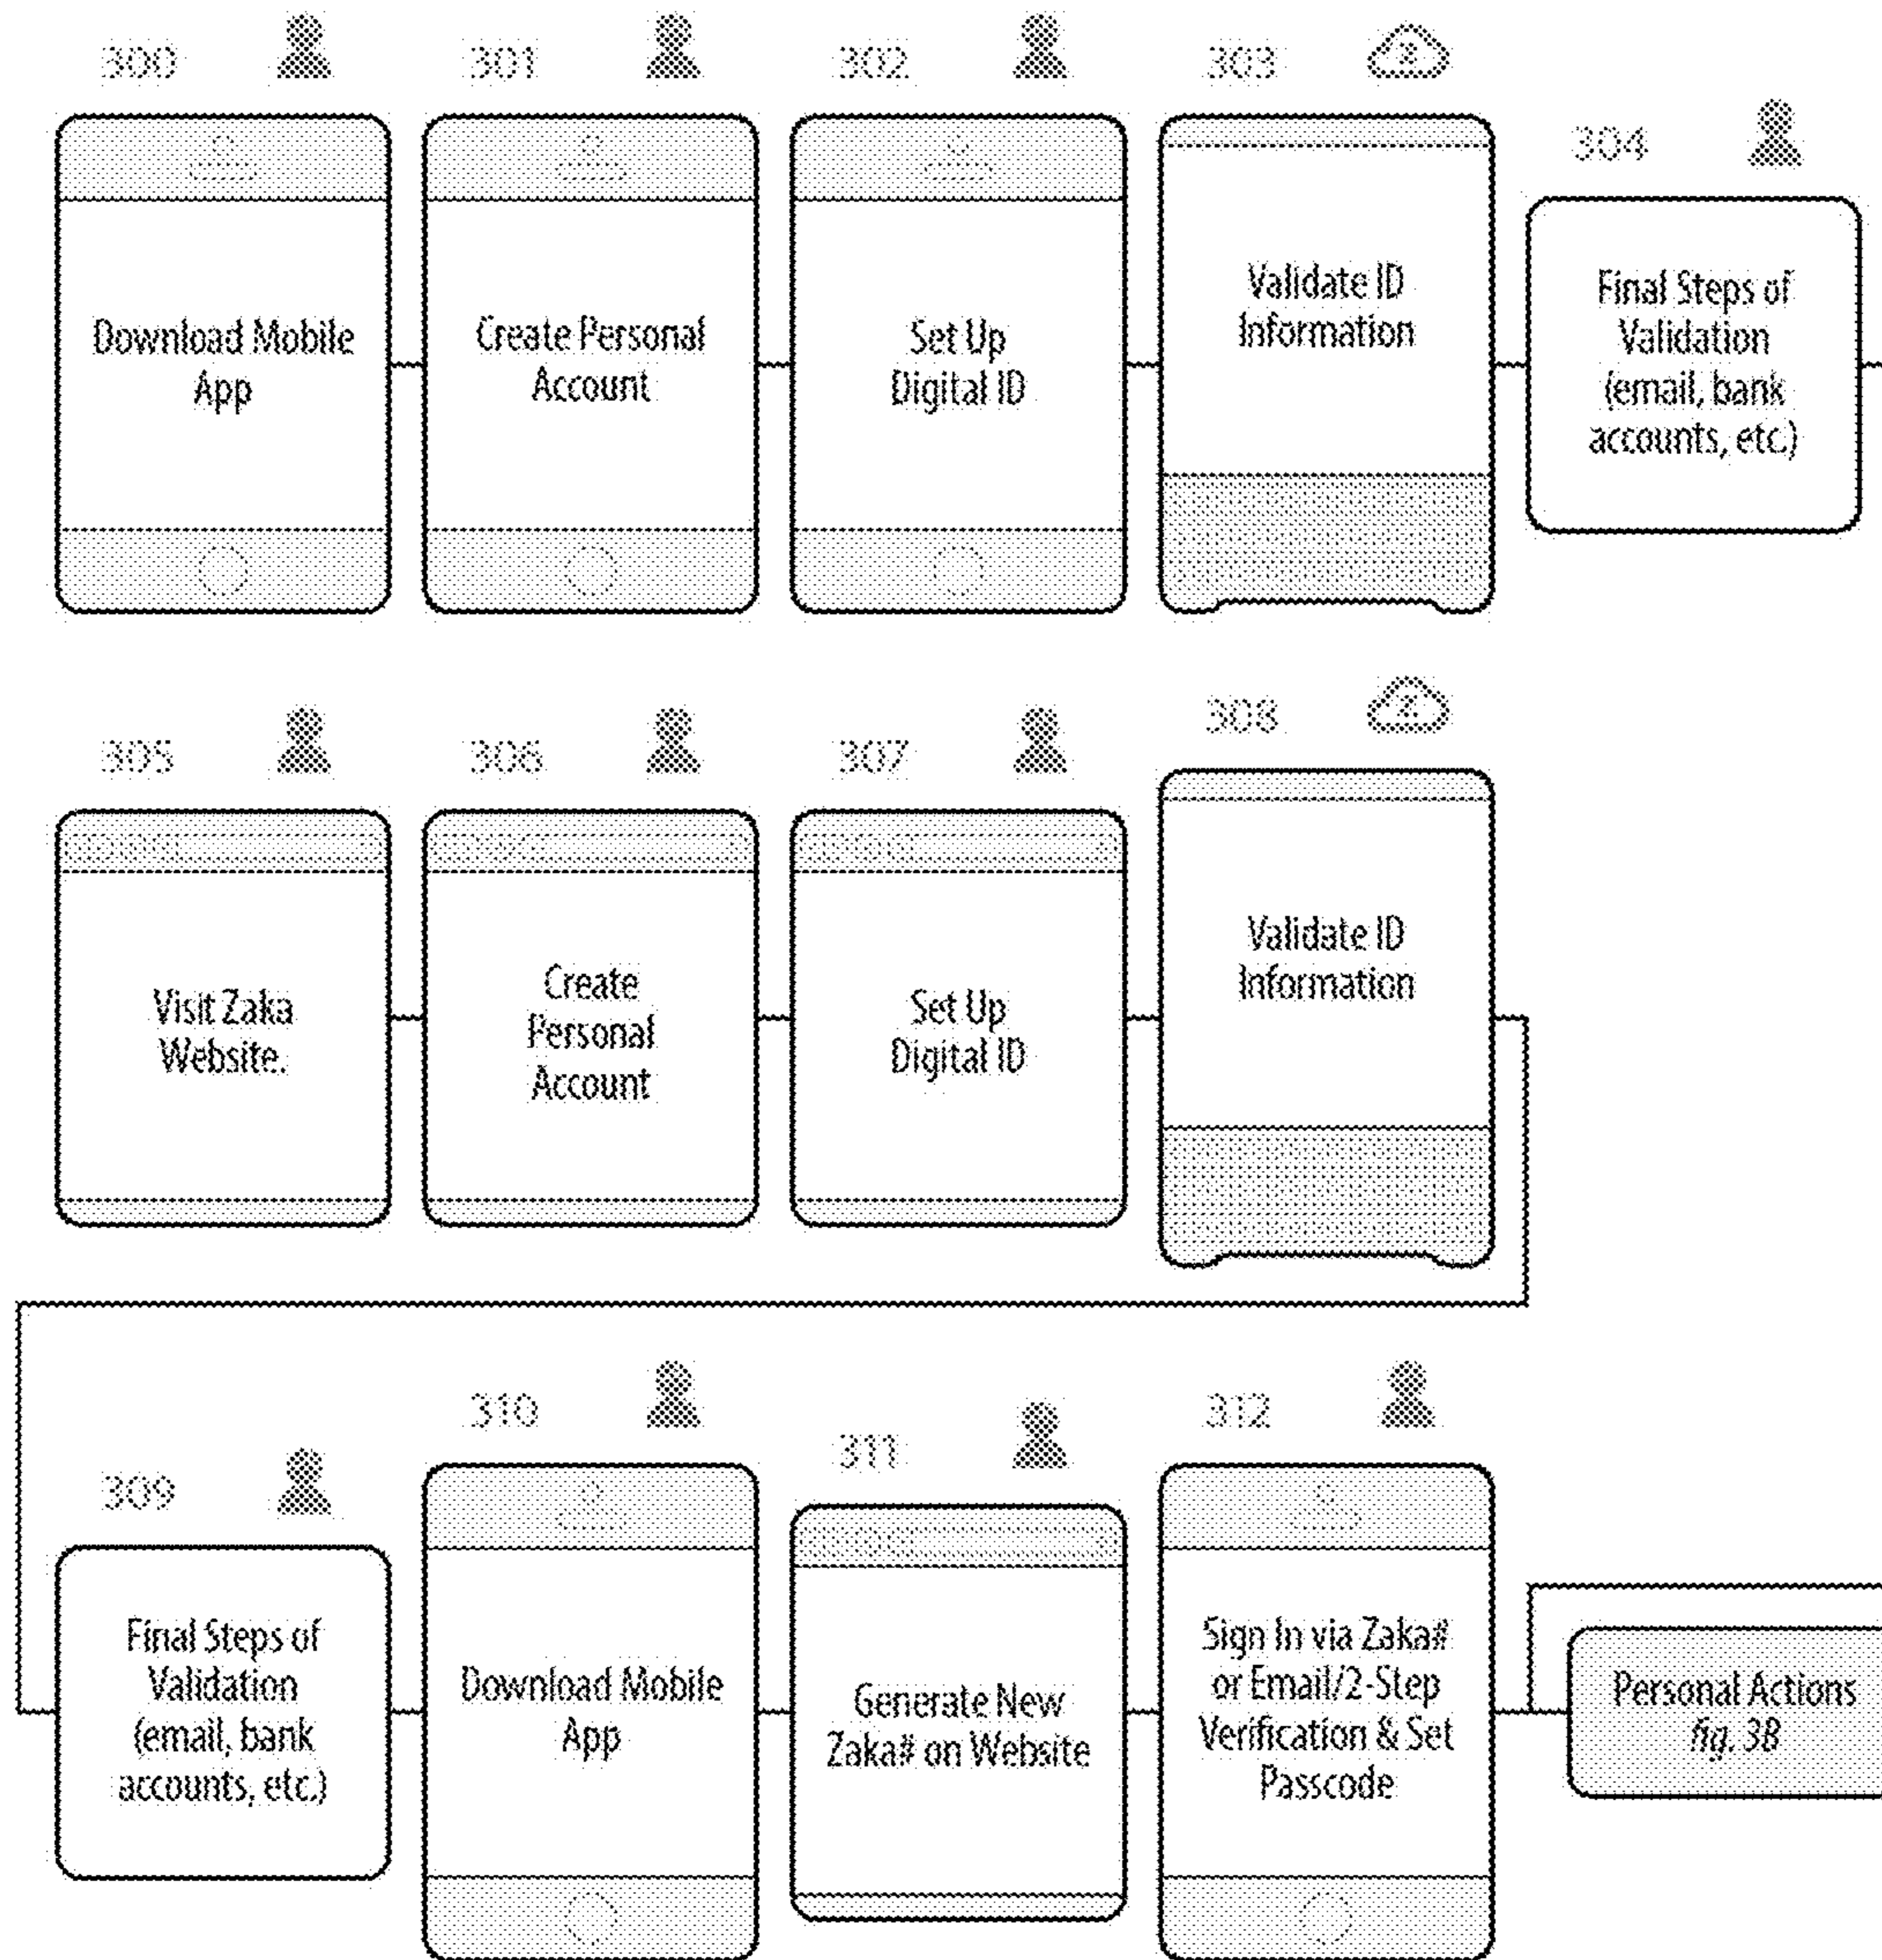 300
301
302
303
304
Download Mobile
App
Create Personal
Account
Set Up
Digital ID
Validate ID
Information
Final Steps of
Validation
(email, bank
accounts, etc.)
305
306
307
308
Visit Zaka
Website.
Create
Personal
Account
Set Up
Digital ID
Validate ID
Information
309
310
311
312
Final Steps of
Validation
(email, bank
accounts, etc.)
Download Mobile
App
Generate New
Zaka# on Website
Sign In via Zaka#
or Email/2-Step
Verification & Set
Passcode
Personal Actions
fig. 3B